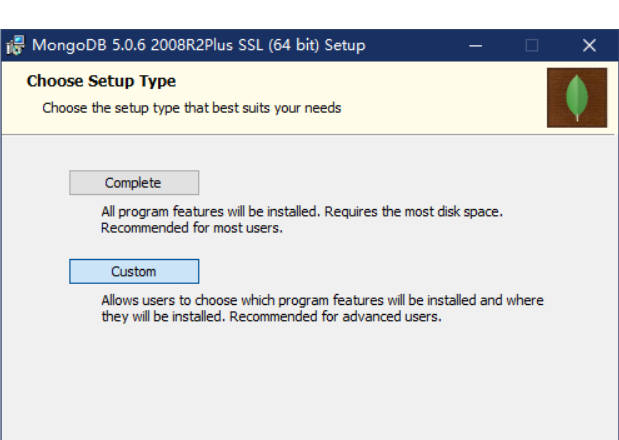 MongoDB 5.0.6 2008R2Plus SSL (64 bit) Setup
Choose Setup Type
Choose the setup type that best suits your needs
Complete
All program features will be installed. Requires the most disk space.
Recommended for most users.
Custom
Allows users to choose which program features will be installed and where
they will be installed. Recommended for advanced users.